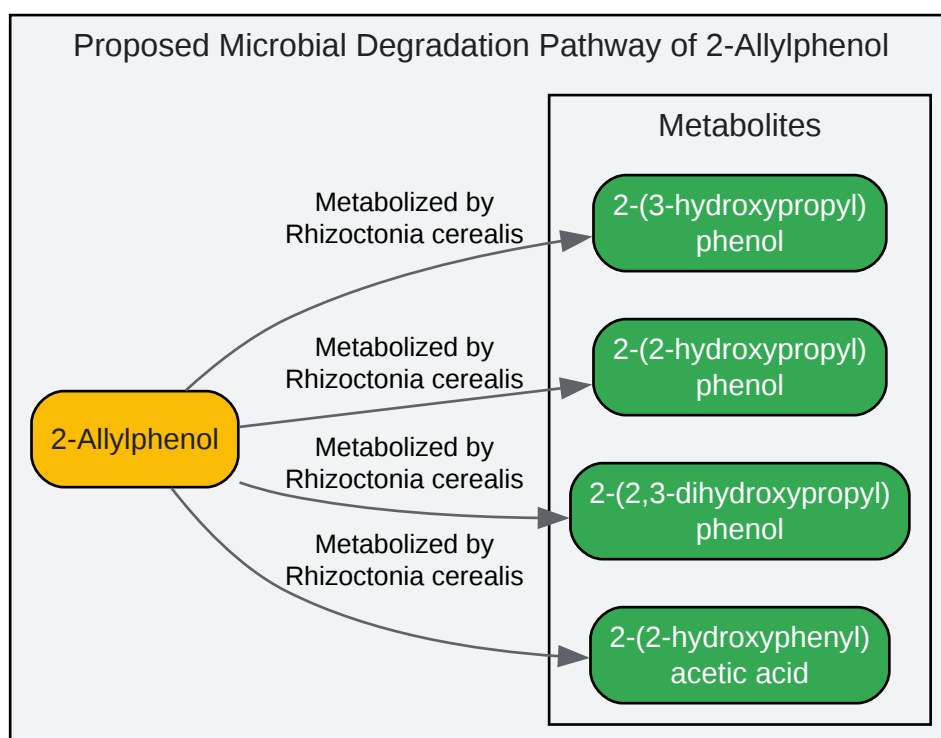 Proposed Microbial Degradation Pathway of 2-Allylphenol
Metabolites
Metabolized by
Rhizoctonia cerealis
2-(3-hydroxypropyl)
phenol
Metabolized by
Rhizoctonia cerealis
2-(2-hydroxypropyl)
phenol
2-Allylphenol
Metabolized by
Rhizoctonia cerealis
2-(2,3-dihydroxypropyl)
phenol
Metabolized by
Rhizoctonia cerealis
2-(2-hydroxyphenyl)
acetic acid